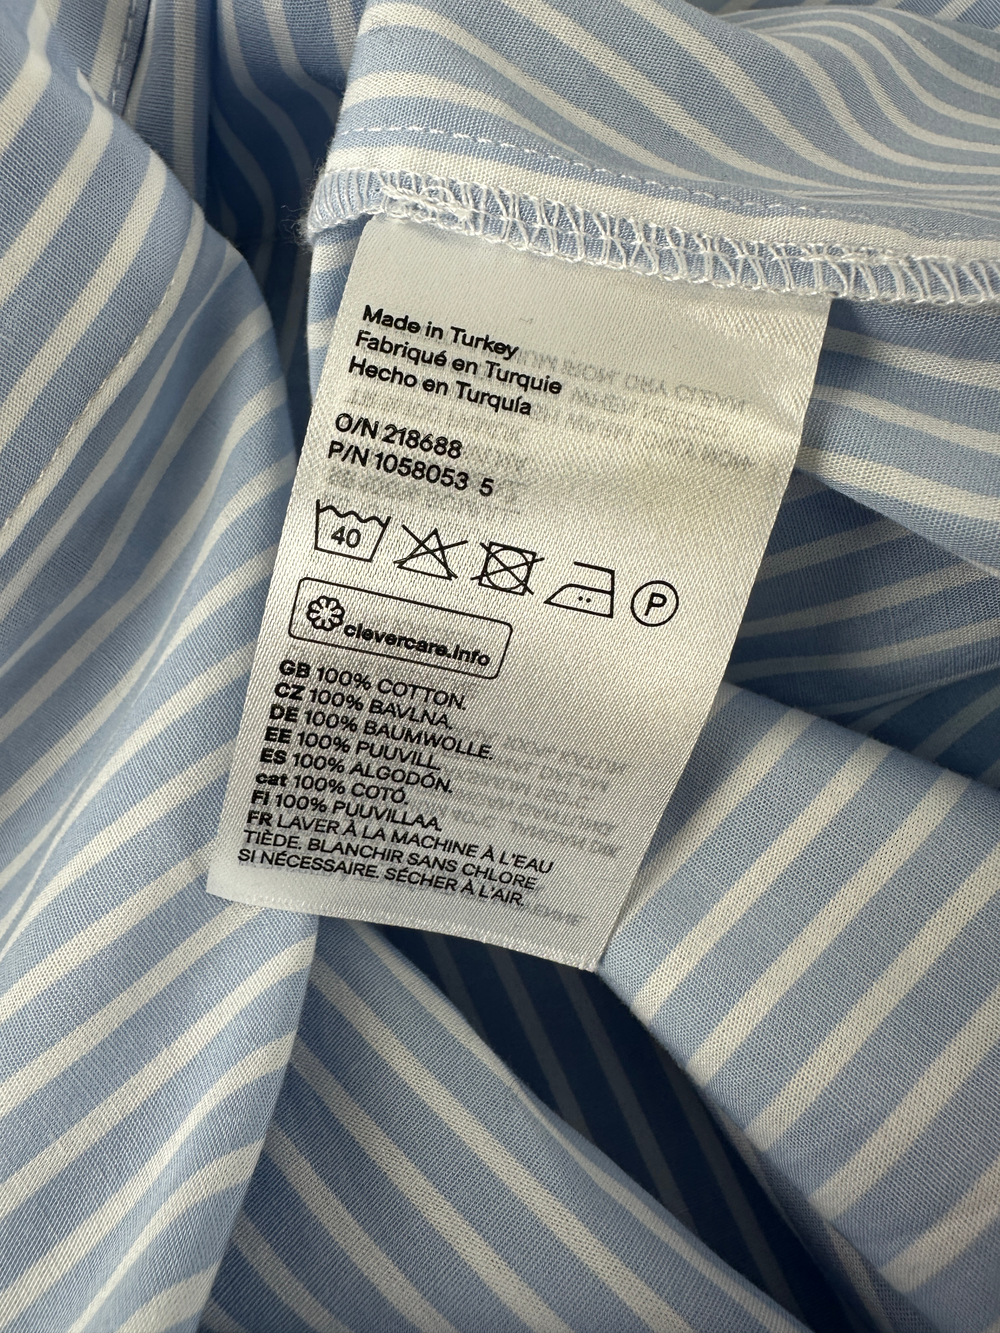 Made in Turkey
Fabriqué en Turquie
Hecho en Turquía
O/N 218688
P/N 1058053 5
40
P
clevercare.info
GB 100% COTTON.
CZ 100% BAVLNA.
DE 100% BAUMWOLLE.
EE 100% PUUVILL.
ES 100% ALGODÓN.
cat 100% COTÓ.
FI 100% PUUVILLAA.
FR LAVER À LA MACHINE À L'EAU
TIÈDE. BLANCHIR SANS CHLORE
SI NÉCESSAIRE. SÉCHER À L'AIR.